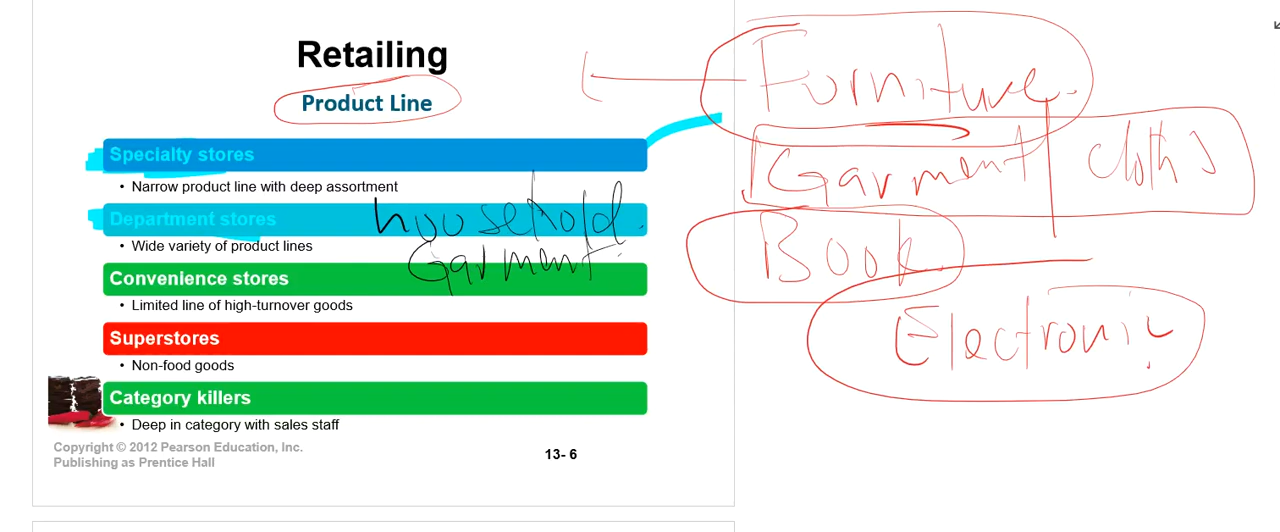 Retailing
Product Line
Specialty stores
• Narrow product line with deep assortment
Department stores
• Wide variety of product lines
Convenience stores
• Limited line of high-turnover goods
Superstores
• Non-food goods
Category killers
• Deep in category with sales staff
Copyright © 2012 Pearson Education, Inc.
Publishing as Prentice Hall
13- 6
household
Garment
Furniture
Garment cloths
Book
Electronic